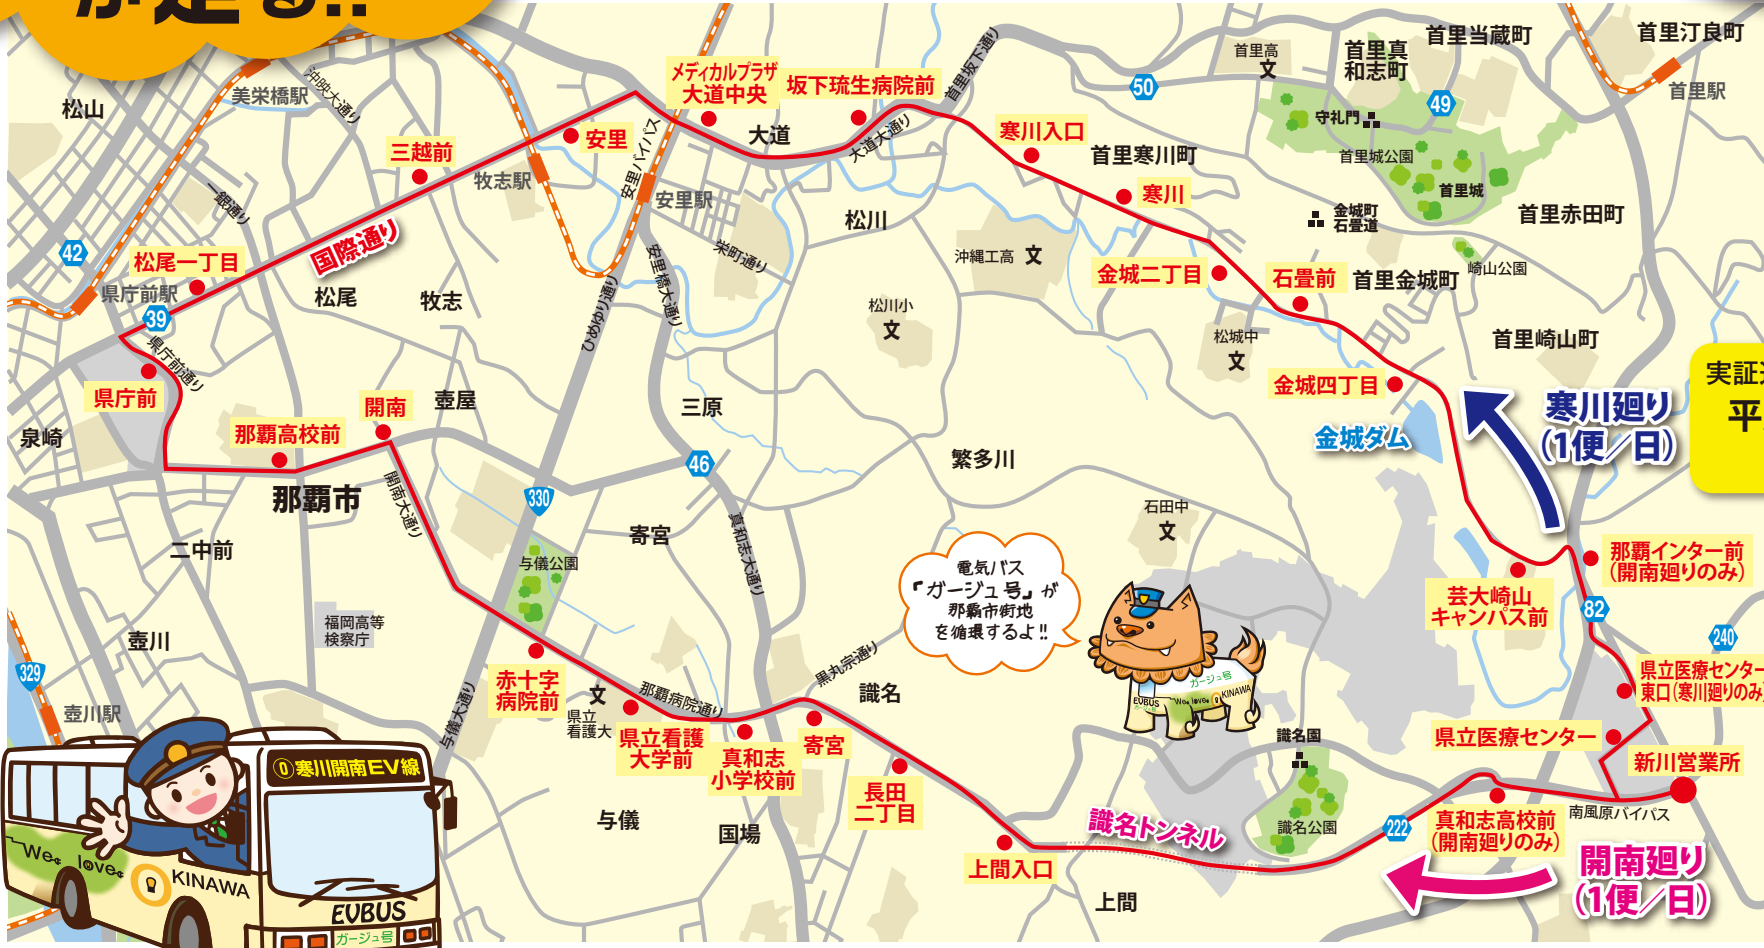 が走る!!
首里高
文
首里真
和志町
首里当蔵町
首里汀良町
首里駅
50
49
守礼門
首里城公園
首里城
首里赤田町
金城町
石畳道
崎山公園
首里金城町
首里崎山町
首里寒川町
首里坂下通り
松山
美栄橋駅
沖映大通り
三越前
安里
メディカルプラザ
大道中央
坂下琉生病院前
大道
大道大通り
寒川入口
寒川
牧志駅
安里バイパス
安里駅
一銀通り
42
松尾一丁目
県庁前駅
39
国際通り
松尾
牧志
栄町通り
安里橋大通り
ひめゆり通り
松川
沖縄工高
文
松川小
文
松城中
文
金城二丁目
石畳前
金城四丁目
金城ダム
県庁前通り
県庁前
泉崎
那覇高校前
開南
壺屋
三原
46
繁多川
寒川廻り
(1便/日)
実証
平
那覇市
開南大通り
330
二中前
与儀公園
寄宮
真和志大通り
石田中
文
電気バス
「ガージュ号」が
那覇市街地
を循環するよ!!
那覇インター前
(開南廻りのみ)
芸大崎山
キャンパス前
82
240
福岡高等
検察庁
壺川
329
壺川駅
与儀大通り
赤十字
病院前
文
県立
看護大
那覇病院通り
県立看護
大学前
真和志
小学校前
黒丸宗通り
寄宮
識名
長田
二丁目
ガージュ号
EVBUS
ガージュ号
We love OKINAWA
県立医療センター
東口(寒川廻りのみ
県立医療センター
新川営業所
識名園
識名公園
222
真和志高校前
(開南廻りのみ)
南風原バイパス
開南廻り
(1便/日)
与儀
国場
上間入口
識名トンネル
上間
0寒川開南EV線
We love
OKINAWA
EVBUS
ガージュ号